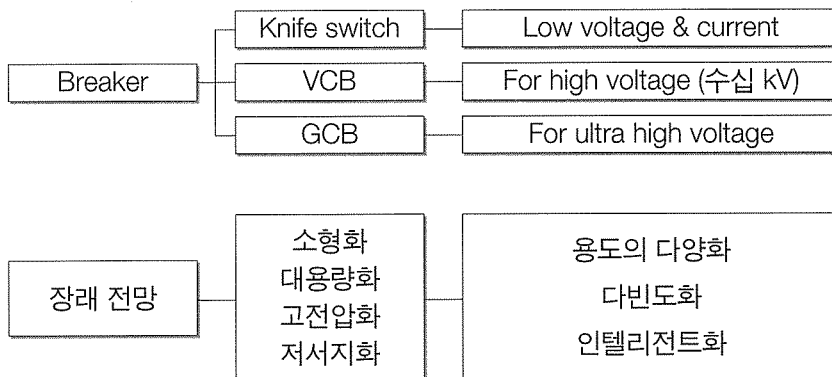 Breaker
Knife switch
Low voltage & current
VCB
For high voltage (수십 kV)
GCB
For ultra high voltage
장래 전망
소형화
대용량화
고전압화
저서지화
용도의 다양화
다빈도화
인텔리전트화